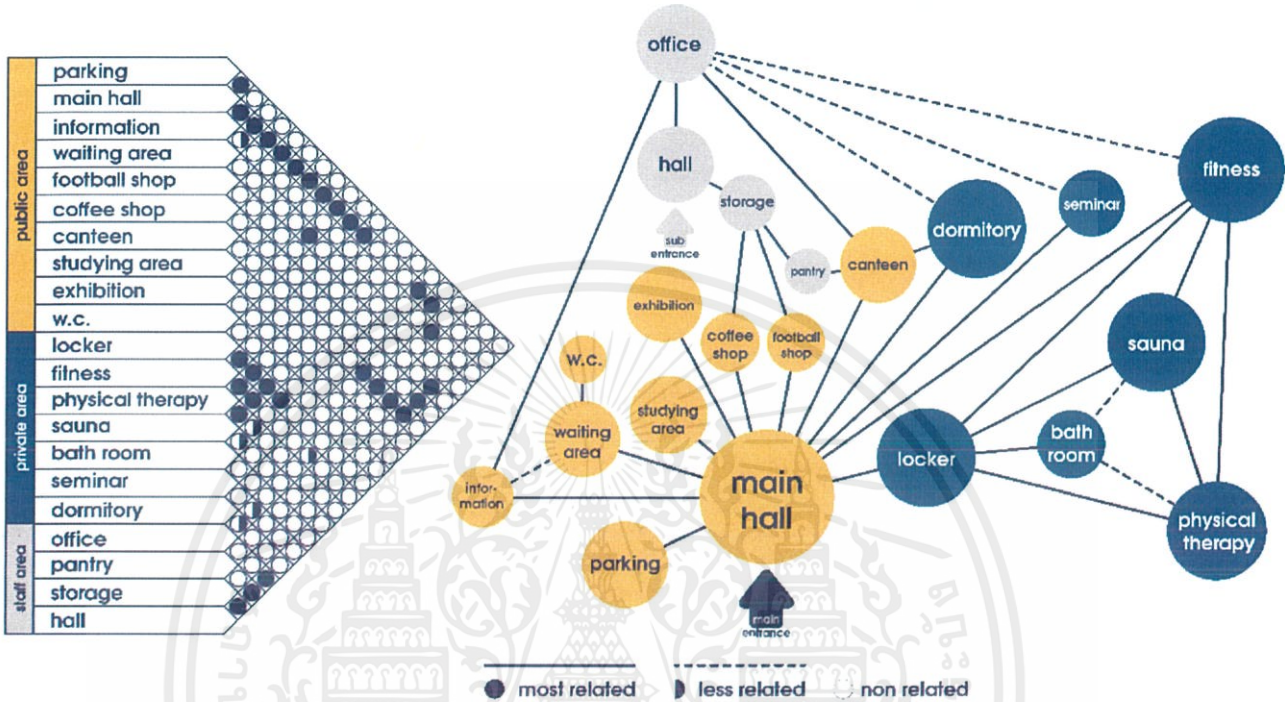 public area
parking
main hall
information
waiting area
football shop
coffee shop
canteen
studying area
exhibition
w.c.
private area
locker
fitness
physical therapy
sauna
bath room
seminar
dormitory
staff area
office
pantry
storage
hall
office
hall
sub
entrance
storage
pantry
canteen
dormitory
seminar
fitness
exhibition
coffee
shop
football
shop
w.c.
waiting
area
studying
area
infor-
mation
main
hall
parking
main
entrance
locker
sauna
bath
room
physical
therapy
most related
less related
non related